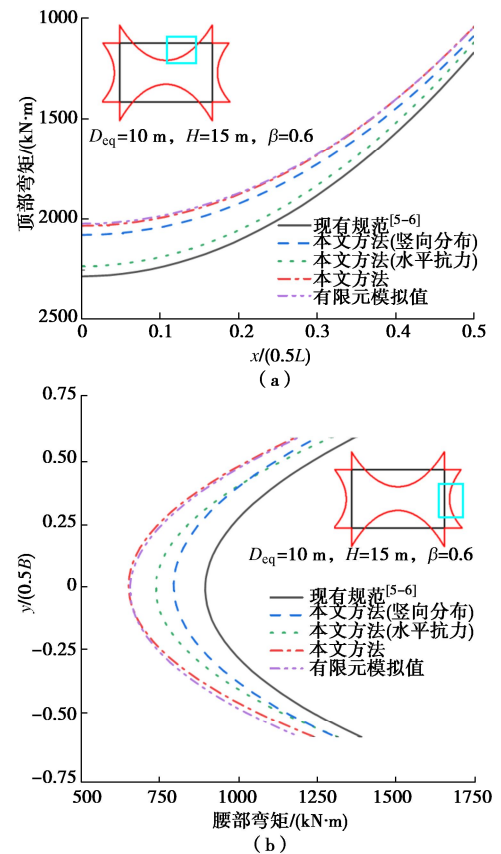 1000
1500
2000
2500
顶部弯矩/(kN·m)
D_eq=10 m，H=15 m，β=0.6
现有规范[5-6]
本文方法(竖向分布)
本文方法(水平抗力)
本文方法
有限元模拟值
0 0.1 0.2 0.3 0.4 0.5
x/(0.5L)
（a）
0.75
0.50
0.25
0
−0.25
−0.50
−0.75
y/(0.5B)
D_eq=10 m，H=15 m，β=0.6
现有规范[5-6]
本文方法(竖向分布)
本文方法(水平抗力)
本文方法
有限元模拟值
500 750 1000 1250 1500 1750
腰部弯矩/(kN·m)
（b）